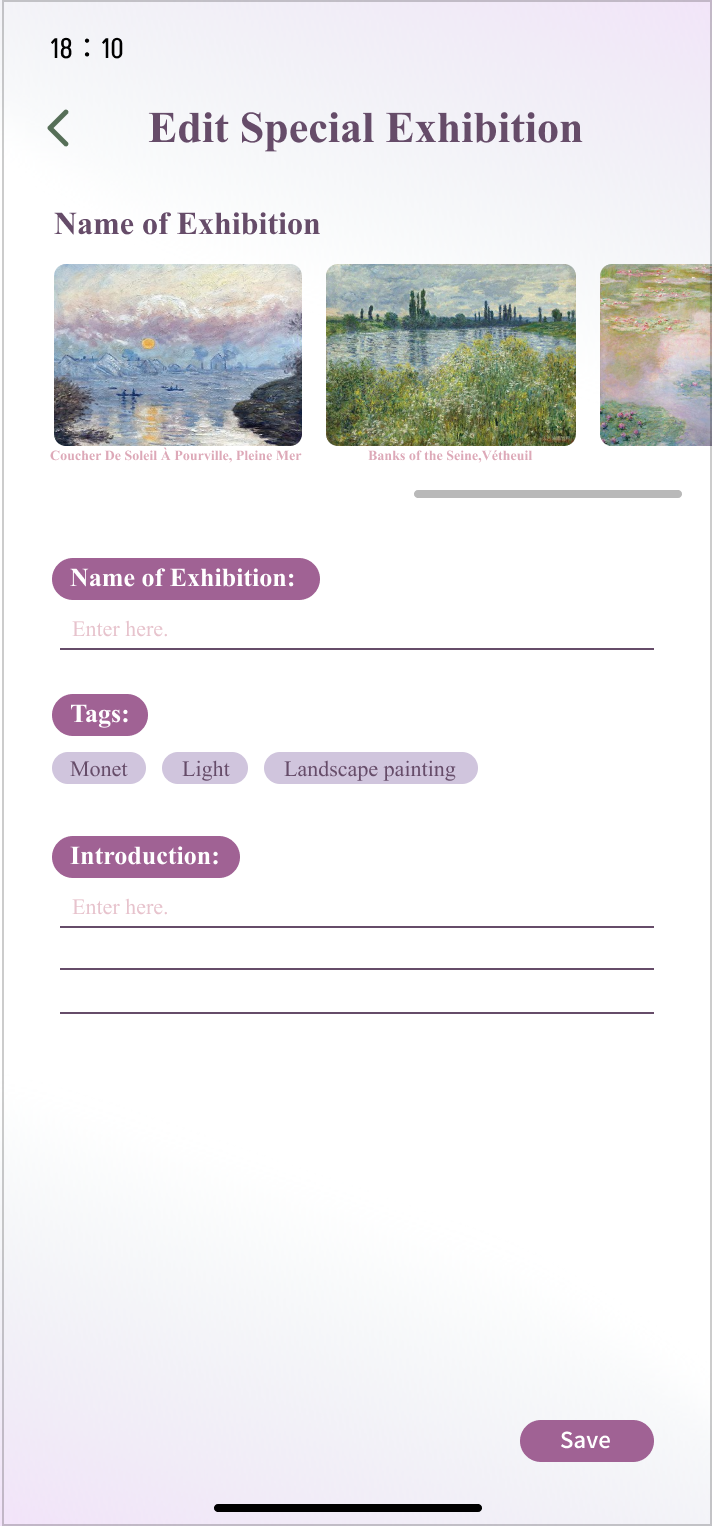 18 : 10
Edit Special Exhibition
Name of Exhibition
Coucher De Soleil À Pourville, Pleine Mer
Banks of the Seine,Vétheuil
Name of Exhibition:
Enter here.
Tags:
Monet
Light
Landscape painting
Introduction:
Enter here.
Save